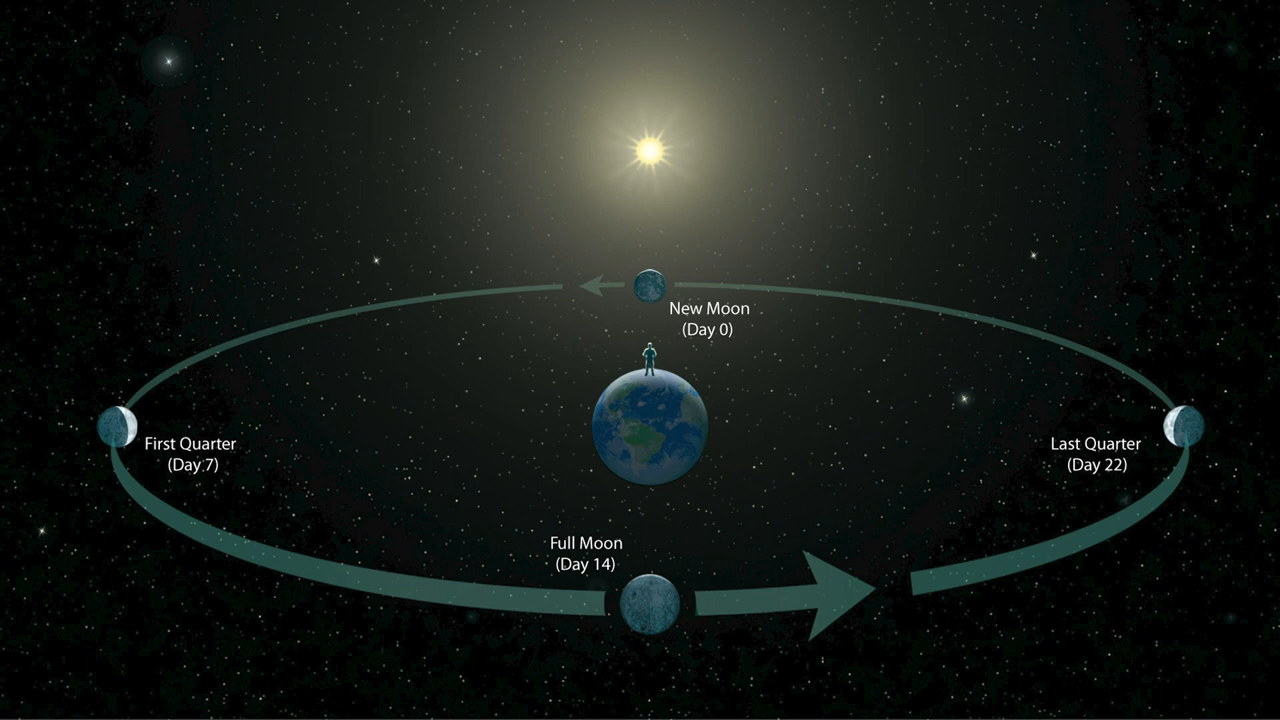 New Moon
(Day 0)
First Quarter
(Day 7)
Last Quarter
(Day 22)
Full Moon
(Day 14)